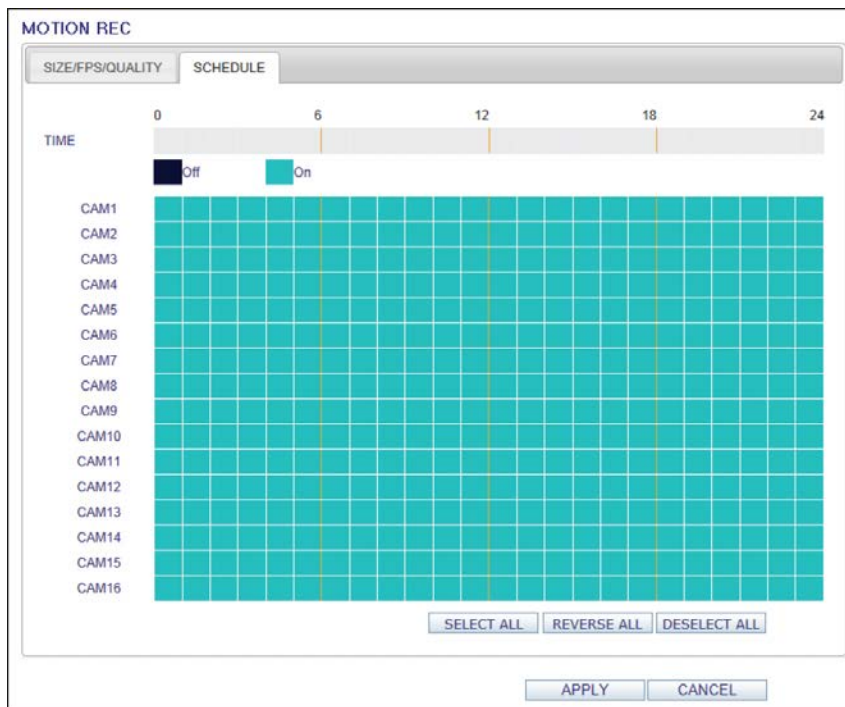 MOTION REC
SIZE/FPS/QUALITY SCHEDULE
0 6 12 18 24
TIME
Off On
CAM1
CAM2
CAM3
CAM4
CAM5
CAM6
CAM7
CAM8
CAM9
CAM10
CAM11
CAM12
CAM13
CAM14
CAM15
CAM16
SELECT ALL REVERSE ALL DESELECT ALL
APPLY CANCEL